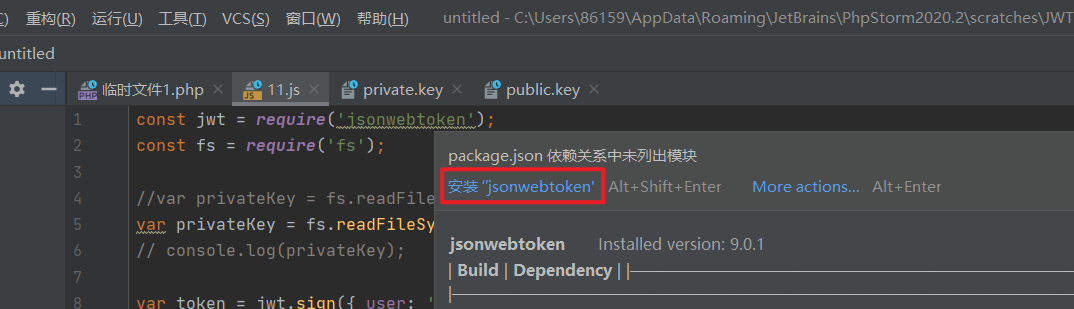 C) 重构(R) 运行(U) 工具(T) VCS(S) 窗口(W) 帮助(H) untitled - C:\Users\86159\AppData\Roaming\JetBrains\PhpStorm2020.2\scratches\JWT
untitled
临时文件1.php 11.js private.key public.key
1 const jwt = require('jsonwebtoken');
2 const fs = require('fs');
3
4 //var privateKey = fs.readFile
5 var privateKey = fs.readFileSy
6 // console.log(privateKey);
7
8 var token = jwt.sign({ user: '
package.json 依赖关系中未列出模块
安装 “jsonwebtoken' Alt+Shift+Enter More actions... Alt+Enter
jsonwebtoken Installed version: 9.0.1
| Build | Dependency | |
|